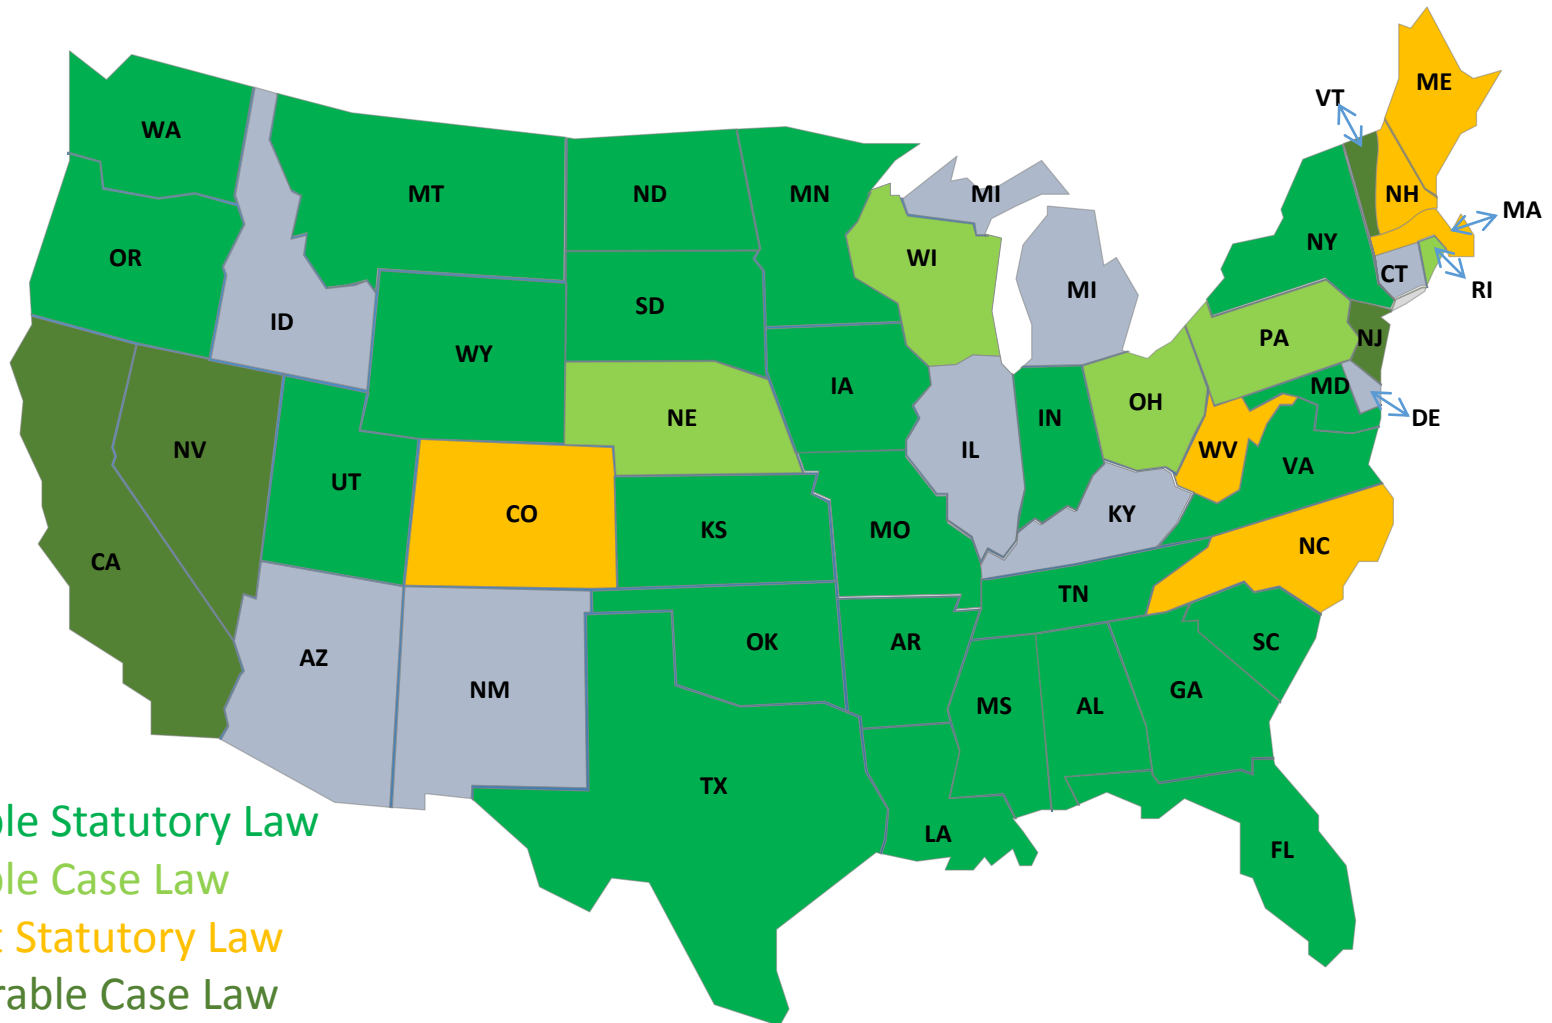 ME
VT
WA
MT
ND
MN
MI
NH
MA
OR
WI
NY
CT
RI
ID
SD
MI
WY
PA
NJ
IA
MD
NE
OH
IN
DE
NV
UT
IL
WV
VA
CO
KS
MO
KY
CA
NC
TN
AZ
OK
AR
SC
NM
MS
AL
GA
TX
LA
FL
Statutory Law
Case Law
Statutory Law
Case Law